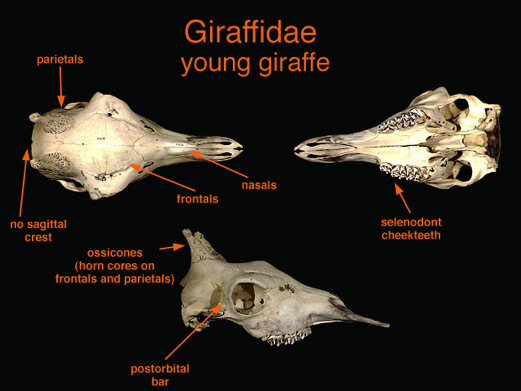 Giraffidae
young giraffe
parietals
nasals
frontals
no sagittal
crest
selenodont
cheekteeth
ossicones
(horn cores on
frontals and parietals)
postorbital
bar